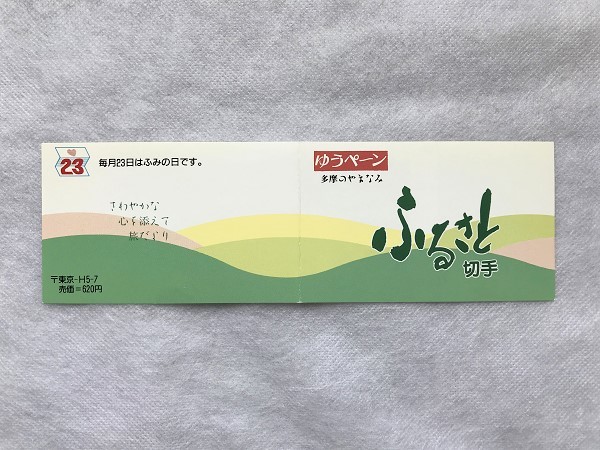 23
毎月23日はふみの日です。
さわやかな
心を添えて
旅だより
〒東京-H5-7
売価=620円
ゆうペーン
多摩のやまなみ
ふるさと
切手